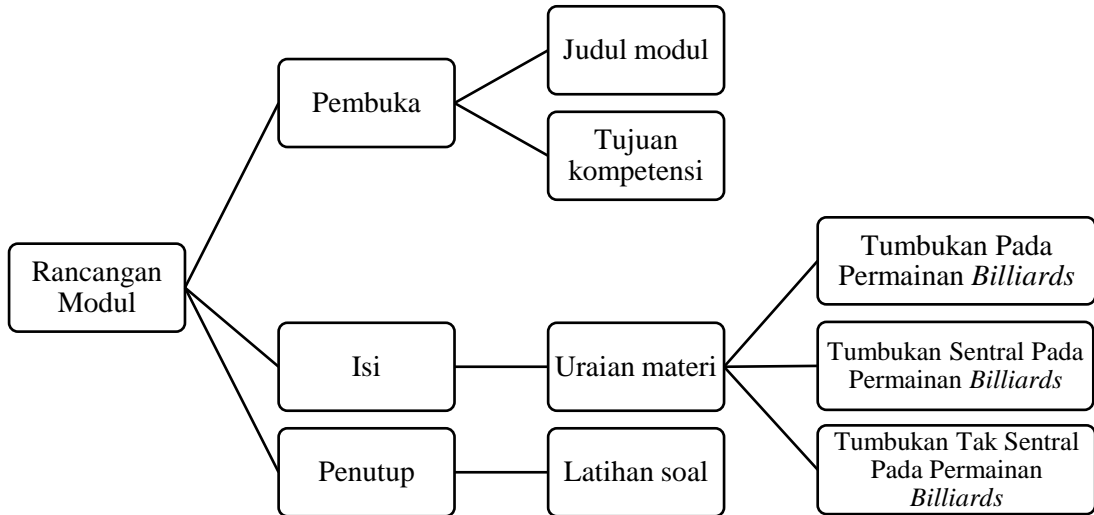 Judul modul
Pembuka
Tujuan
kompetensi
Rancangan
Modul
Tumbukan Pada
Permainan Billiards
Isi
Uraian materi
Tumbukan Sentral Pada
Permainan Billiards
Penutup
Latihan soal
Tumbukan Tak Sentral
Pada Permainan
Billiards